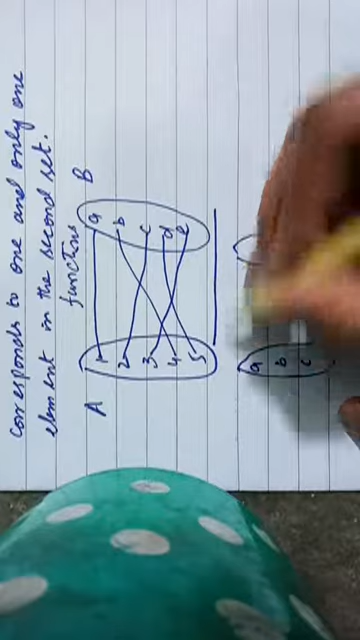 corresponds to one and only one
element in the second set.
function
A B
1 a
2 b
3 c
4 d
5 e
a
b
c